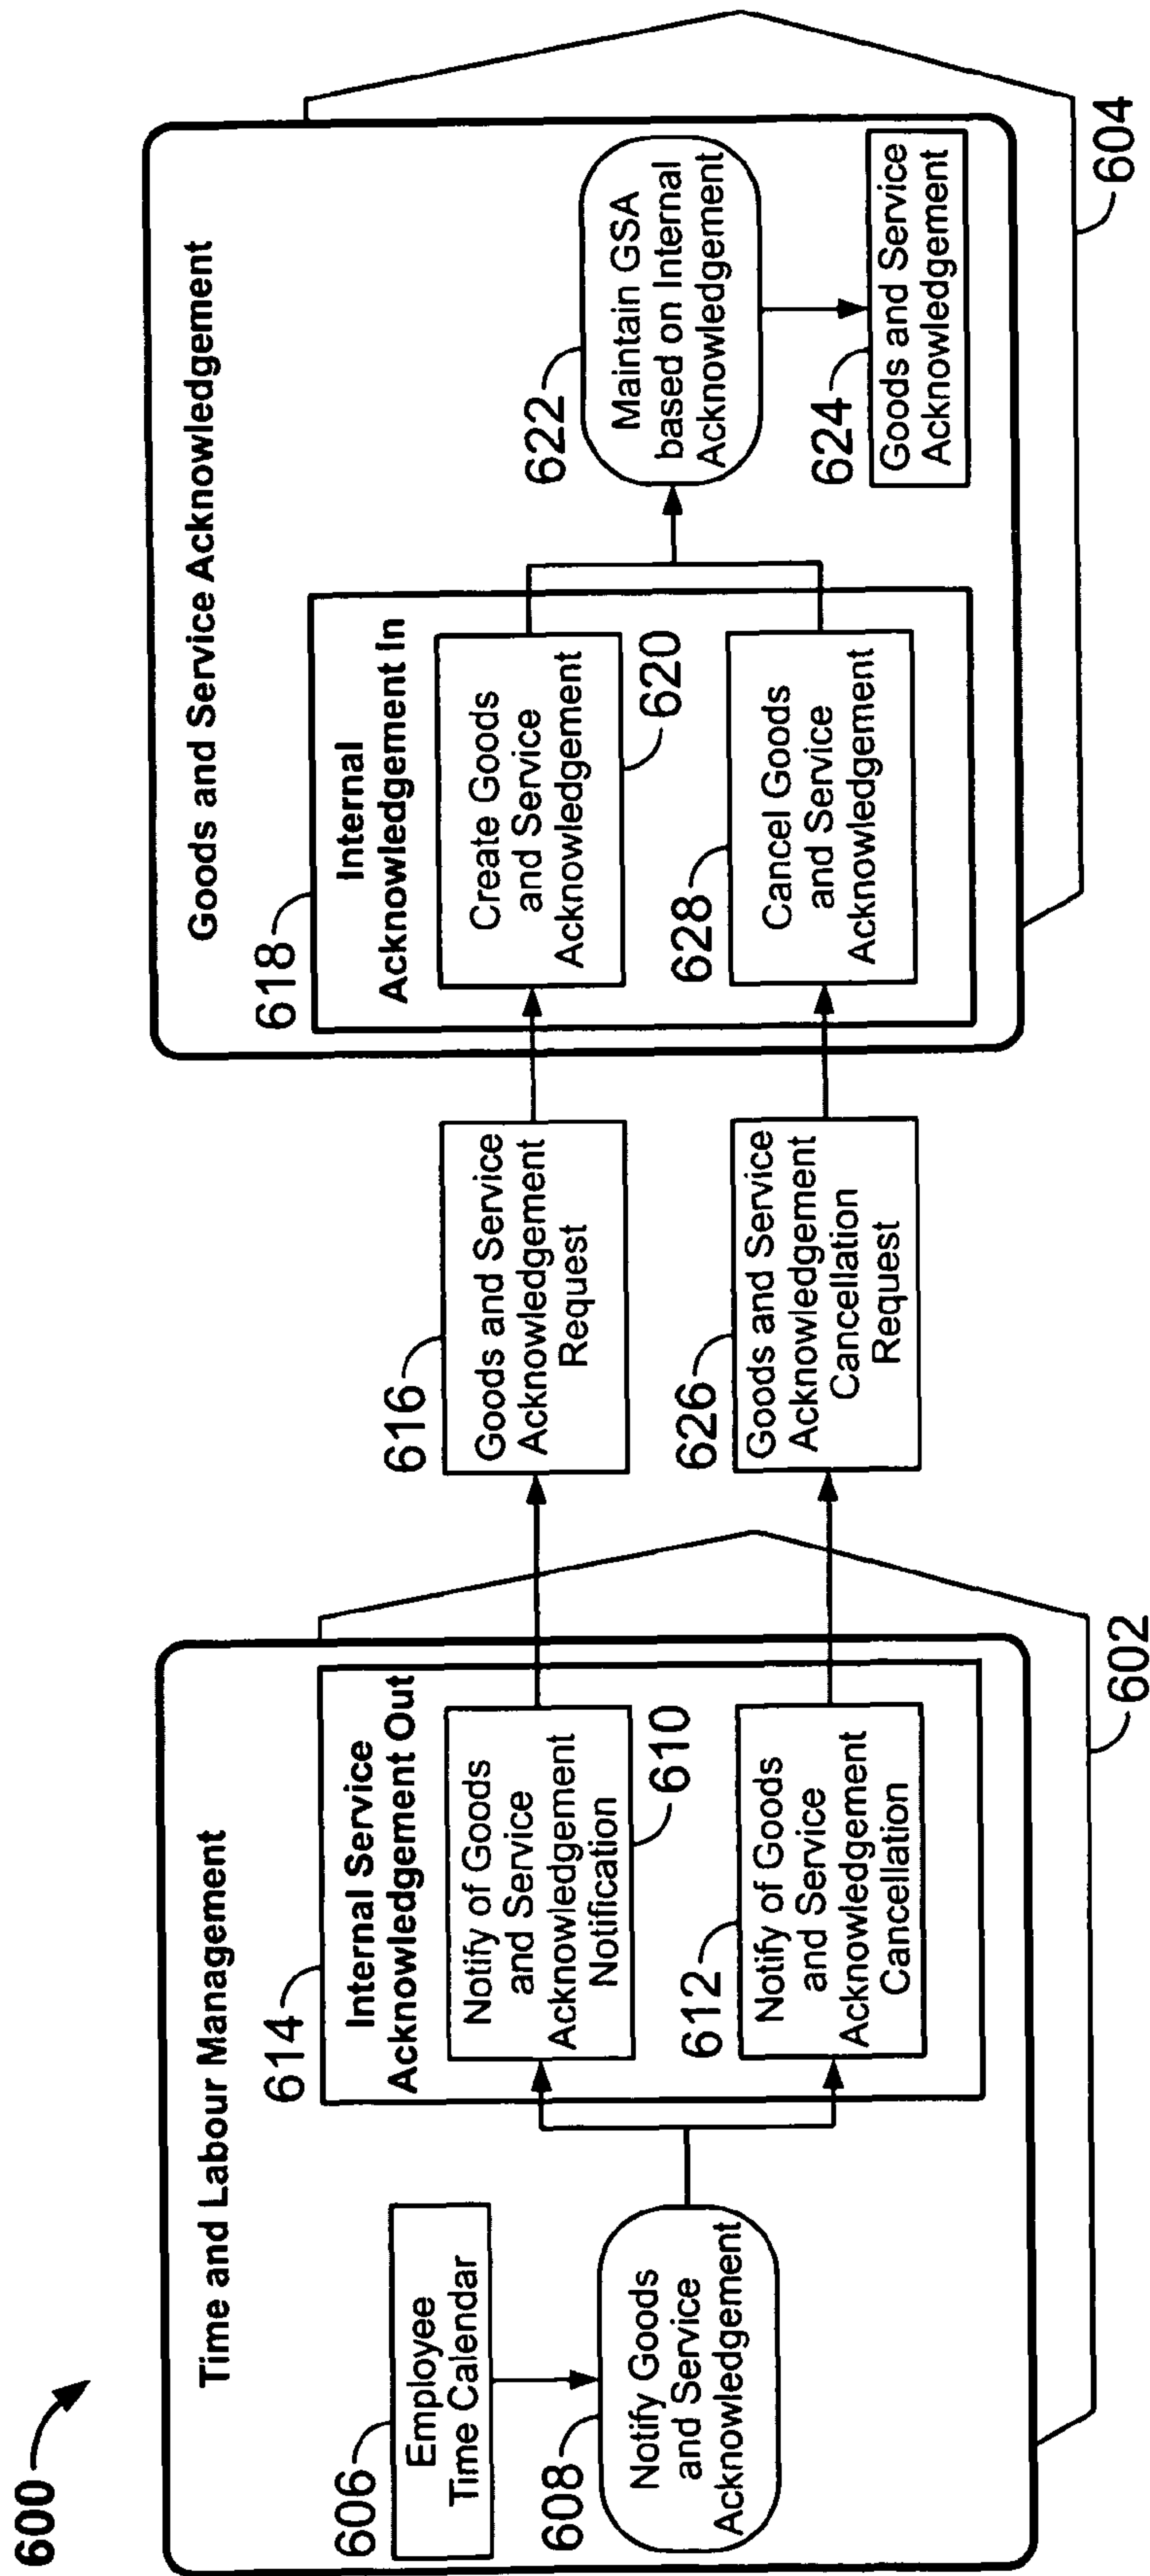 600
Time and Labour Management
606
Employee
Time Calendar
608
Notify Goods
and Service
Acknowledgement
614
Internal Service
Acknowledgement Out
Notify of Goods
and Service
Acknowledgement
Notification
610
612
Notify of Goods
and Service
Acknowledgement
Cancellation
602
616
Goods and Service
Acknowledgement
Request
626
Goods and Service
Acknowledgement
Cancellation
Request
Goods and Service Acknowledgement
618
Internal
Acknowledgement In
Create Goods
and Service
Acknowledgement
620
628
Cancel Goods
and Service
Acknowledgement
622
Maintain GSA
based on Internal
Acknowledgement
624
Goods and Service
Acknowledgement
604